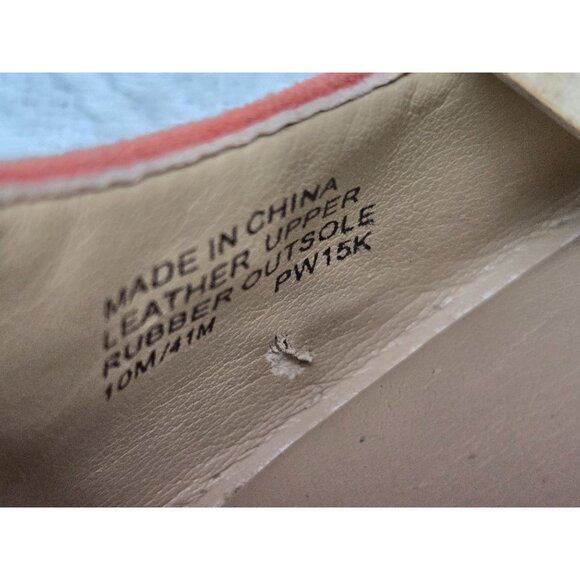 MADE IN CHINA
LEATHER UPPER
RUBBER OUTSOLE
10M/41M PW15K